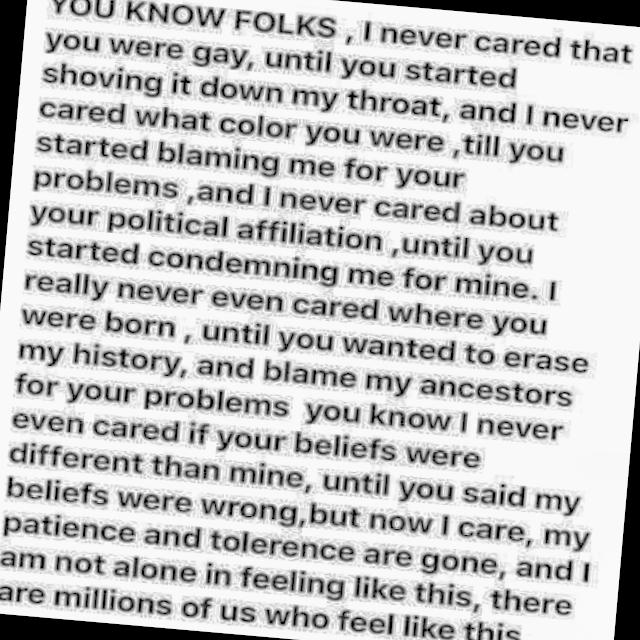 YOU KNOW FOLKS , I never cared that
you were gay, until you started
shoving it down my throat, and I never
cared what color you were ,till you
started blaming me for your
problems ,and I never cared about
your political affiliation ,until you
started condemning me for mine. I
really never even cared where you
were born , until you wanted to erase
my history, and blame my ancestors
for your problems you know I never
even cared if your beliefs were
different than mine, until you said my
beliefs were wrong,but now I care, my
patience and tolerence are gone, and I
am not alone in feeling like this, there
are millions of us who feel like this